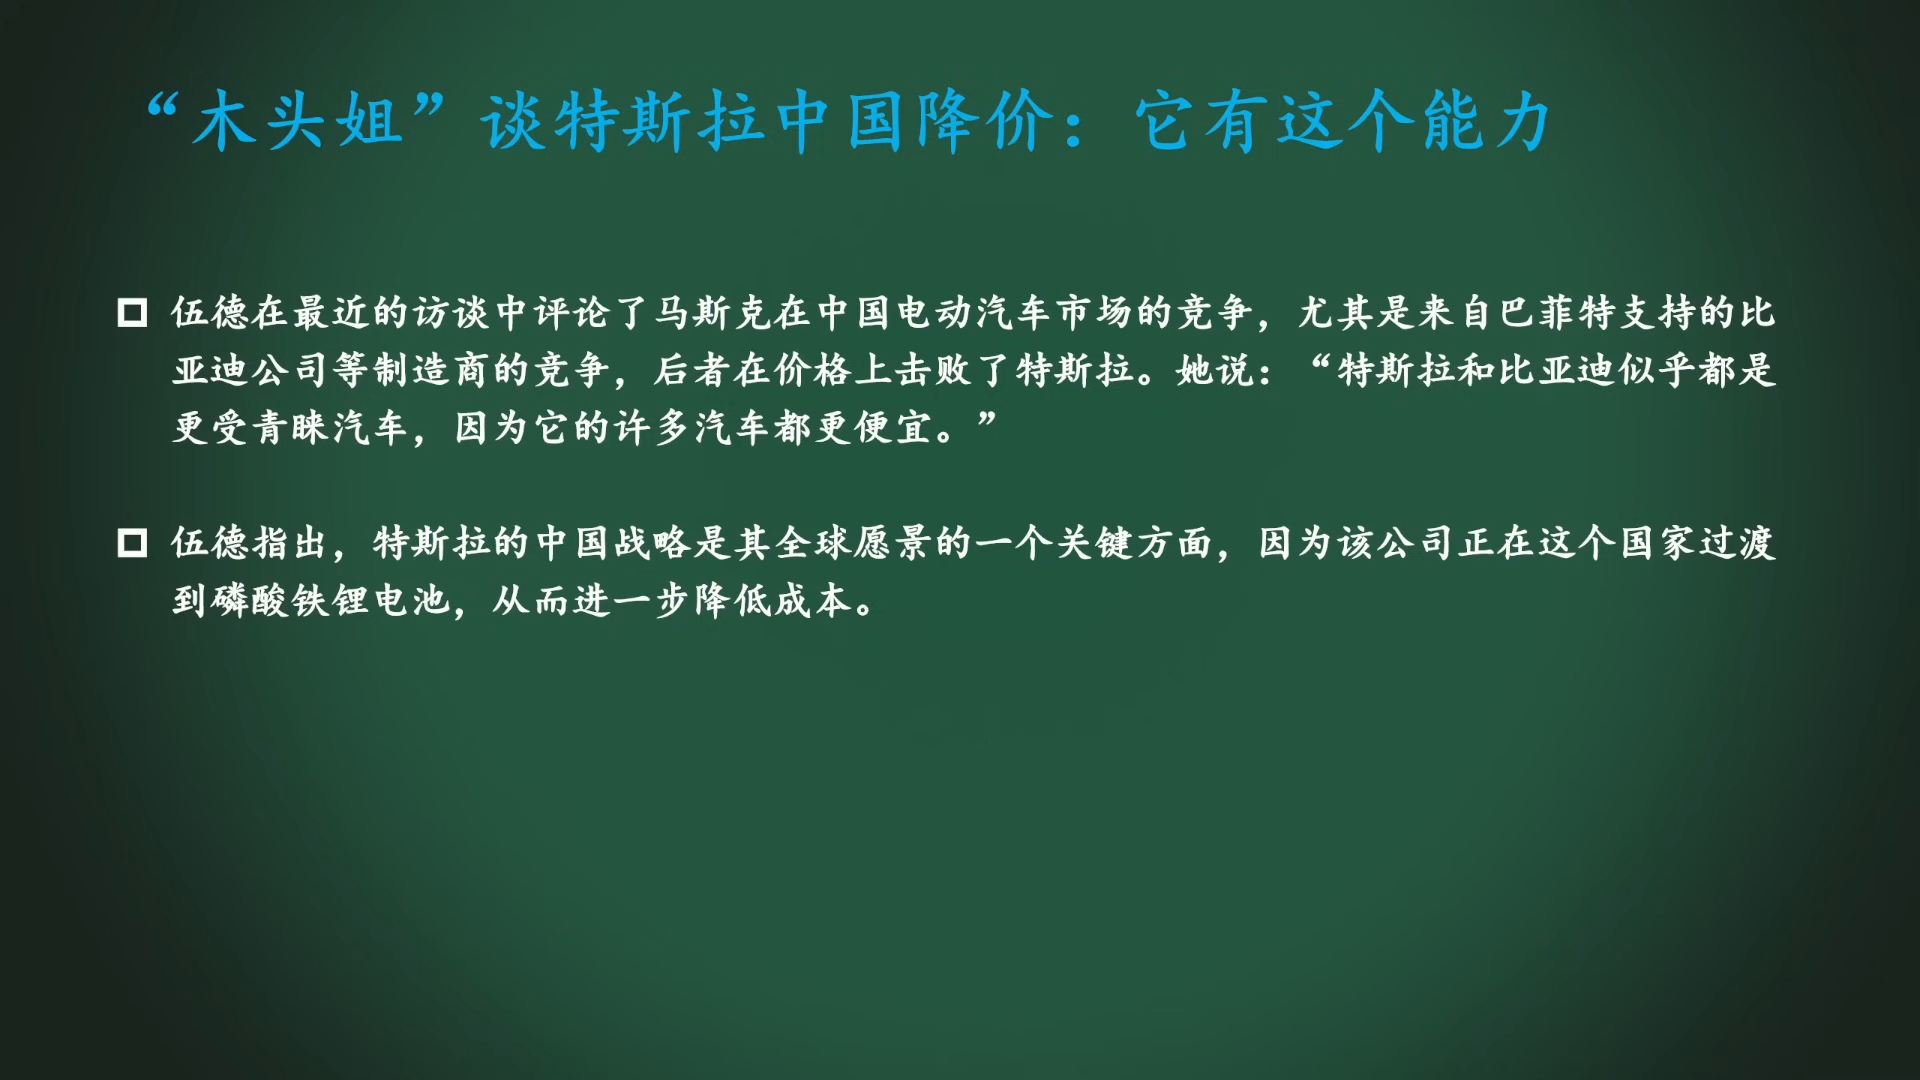 “木头姐”谈特斯拉中国降价：它有这个能力
伍德在最近的访谈中评论了马斯克在中国电动汽车市场的竞争，尤其是来自巴菲特支持的比
亚迪公司等制造商的竞争，后者在价格上击败了特斯拉。她说：“特斯拉和比亚迪似乎都是
更受青睐汽车，因为它的许多汽车都更便宜。”
伍德指出，特斯拉的中国战略是其全球愿景的一个关键方面，因为该公司正在这个国家过渡
到磷酸铁锂电池，从而进一步降低成本。